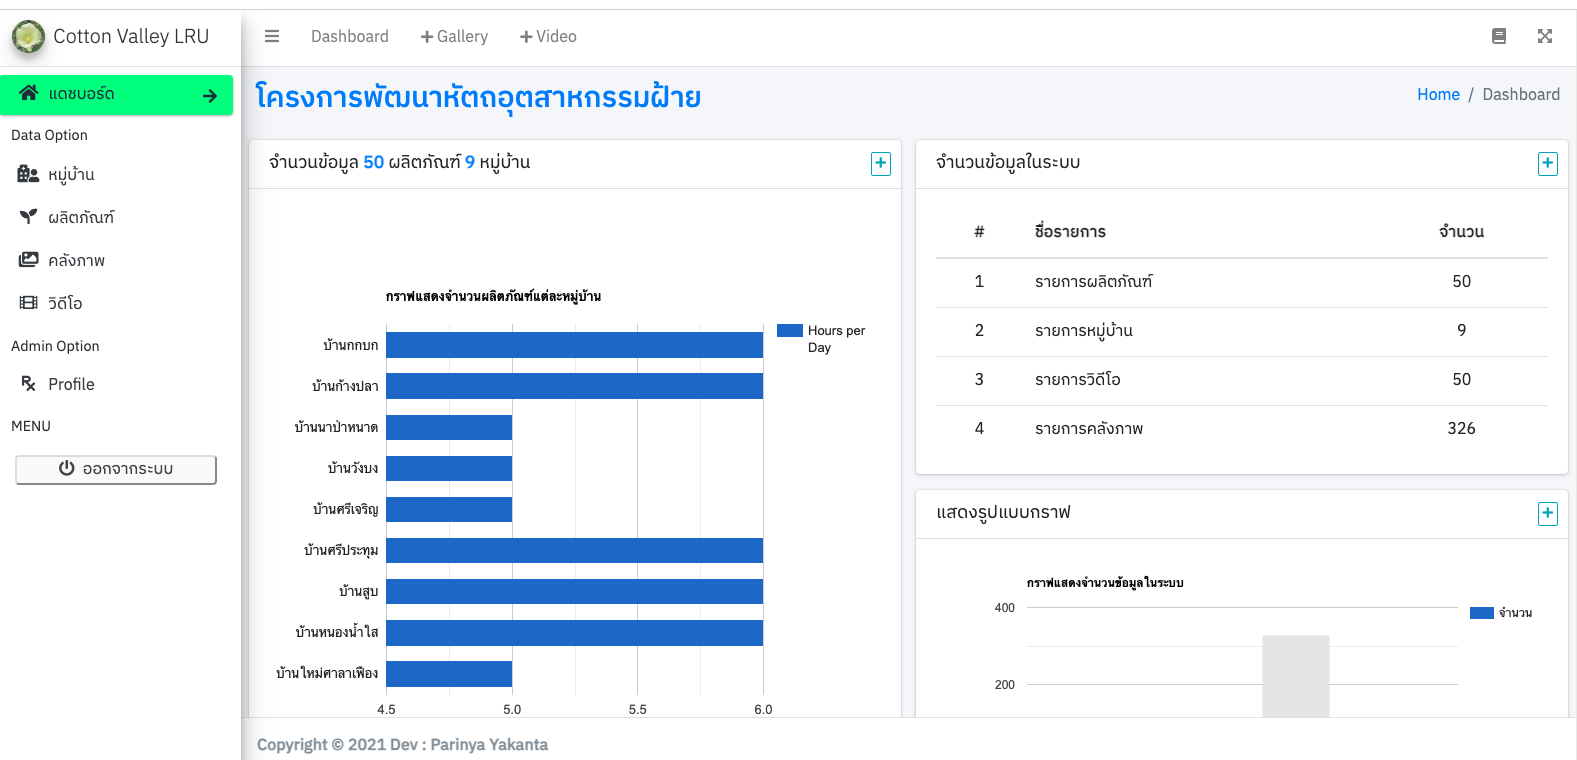 Cotton Valley LRU
Dashboard
Gallery
Video
แดชบอร์ด
Data Option
หมู่บ้าน
ผลิตภัณฑ์
คลังภาพ
วิดีโอ
Admin Option
Profile
MENU
ออกจากระบบ
โครงการพัฒนาหัตถอุตสาหกรรมฝ้าย
Home / Dashboard
จำนวนข้อมูล 50 ผลิตภัณฑ์ 9 หมู่บ้าน
กราฟแสดงจำนวนผลิตภัณฑ์แต่ละหมู่บ้าน
Hours per
Day
บ้านกกบก
บ้านก้างปลา
บ้านนาป่าหนาด
บ้านวังบง
บ้านศรีเจริญ
บ้านศรีประทุม
บ้านสูบ
บ้านหนองน้ำใส
บ้านใหม่ศาลาเฟือง
4.5 5.0 5.5 6.0
จำนวนข้อมูลในระบบ
# ชื่อรายการ จำนวน
1 รายการผลิตภัณฑ์ 50
2 รายการหมู่บ้าน 9
3 รายการวิดีโอ 50
4 รายการคลังภาพ 326
แสดงรูปแบบกราฟ
กราฟแสดงจำนวนข้อมูลในระบบ
400
จำนวน
200
Copyright © 2021 Dev : Parinya Yakanta